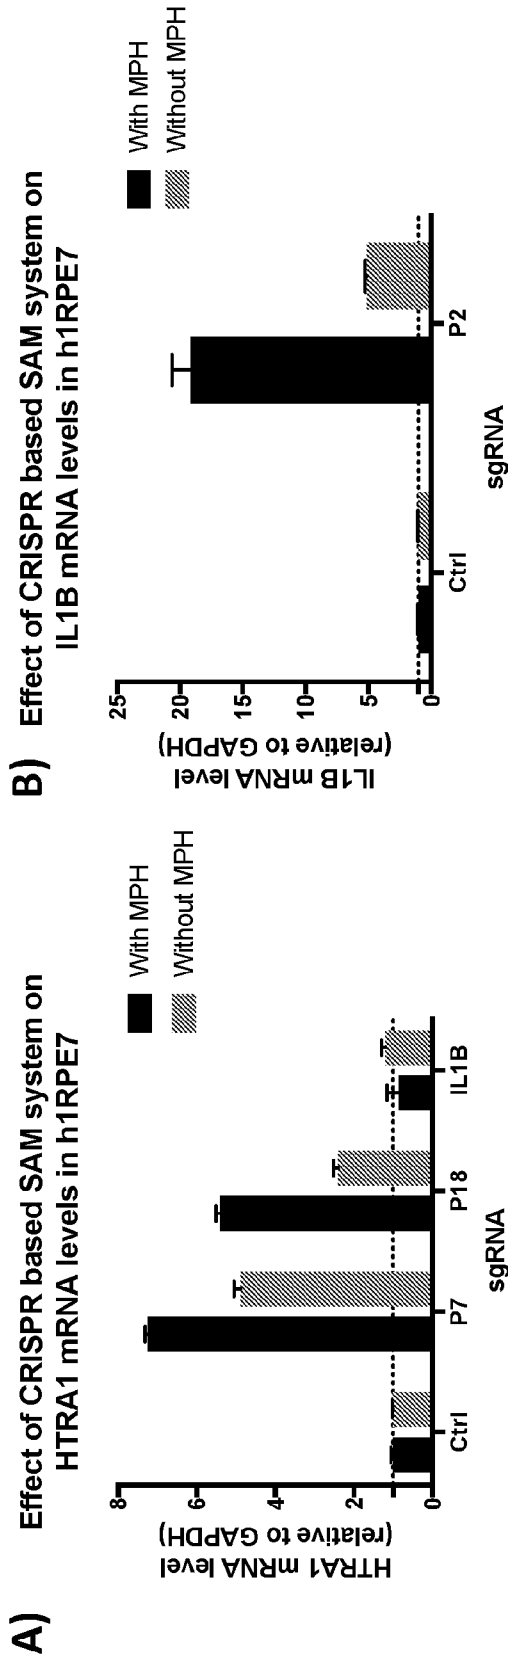 A)
Effect of CRISPR based SAM system on
HTRA1 mRNA levels in h1RPE7
HTRA1 mRNA level
(relative to GAPDH)
8
6
4
2
0
Ctrl
P7
P18
IL1B
sgRNA
With MPH
Without MPH
B)
Effect of CRISPR based SAM system on
IL1B mRNA levels in h1RPE7
IL1B mRNA level
(relative to GAPDH)
25
20
15
10
5
0
Ctrl
P2
sgRNA
With MPH
Without MPH